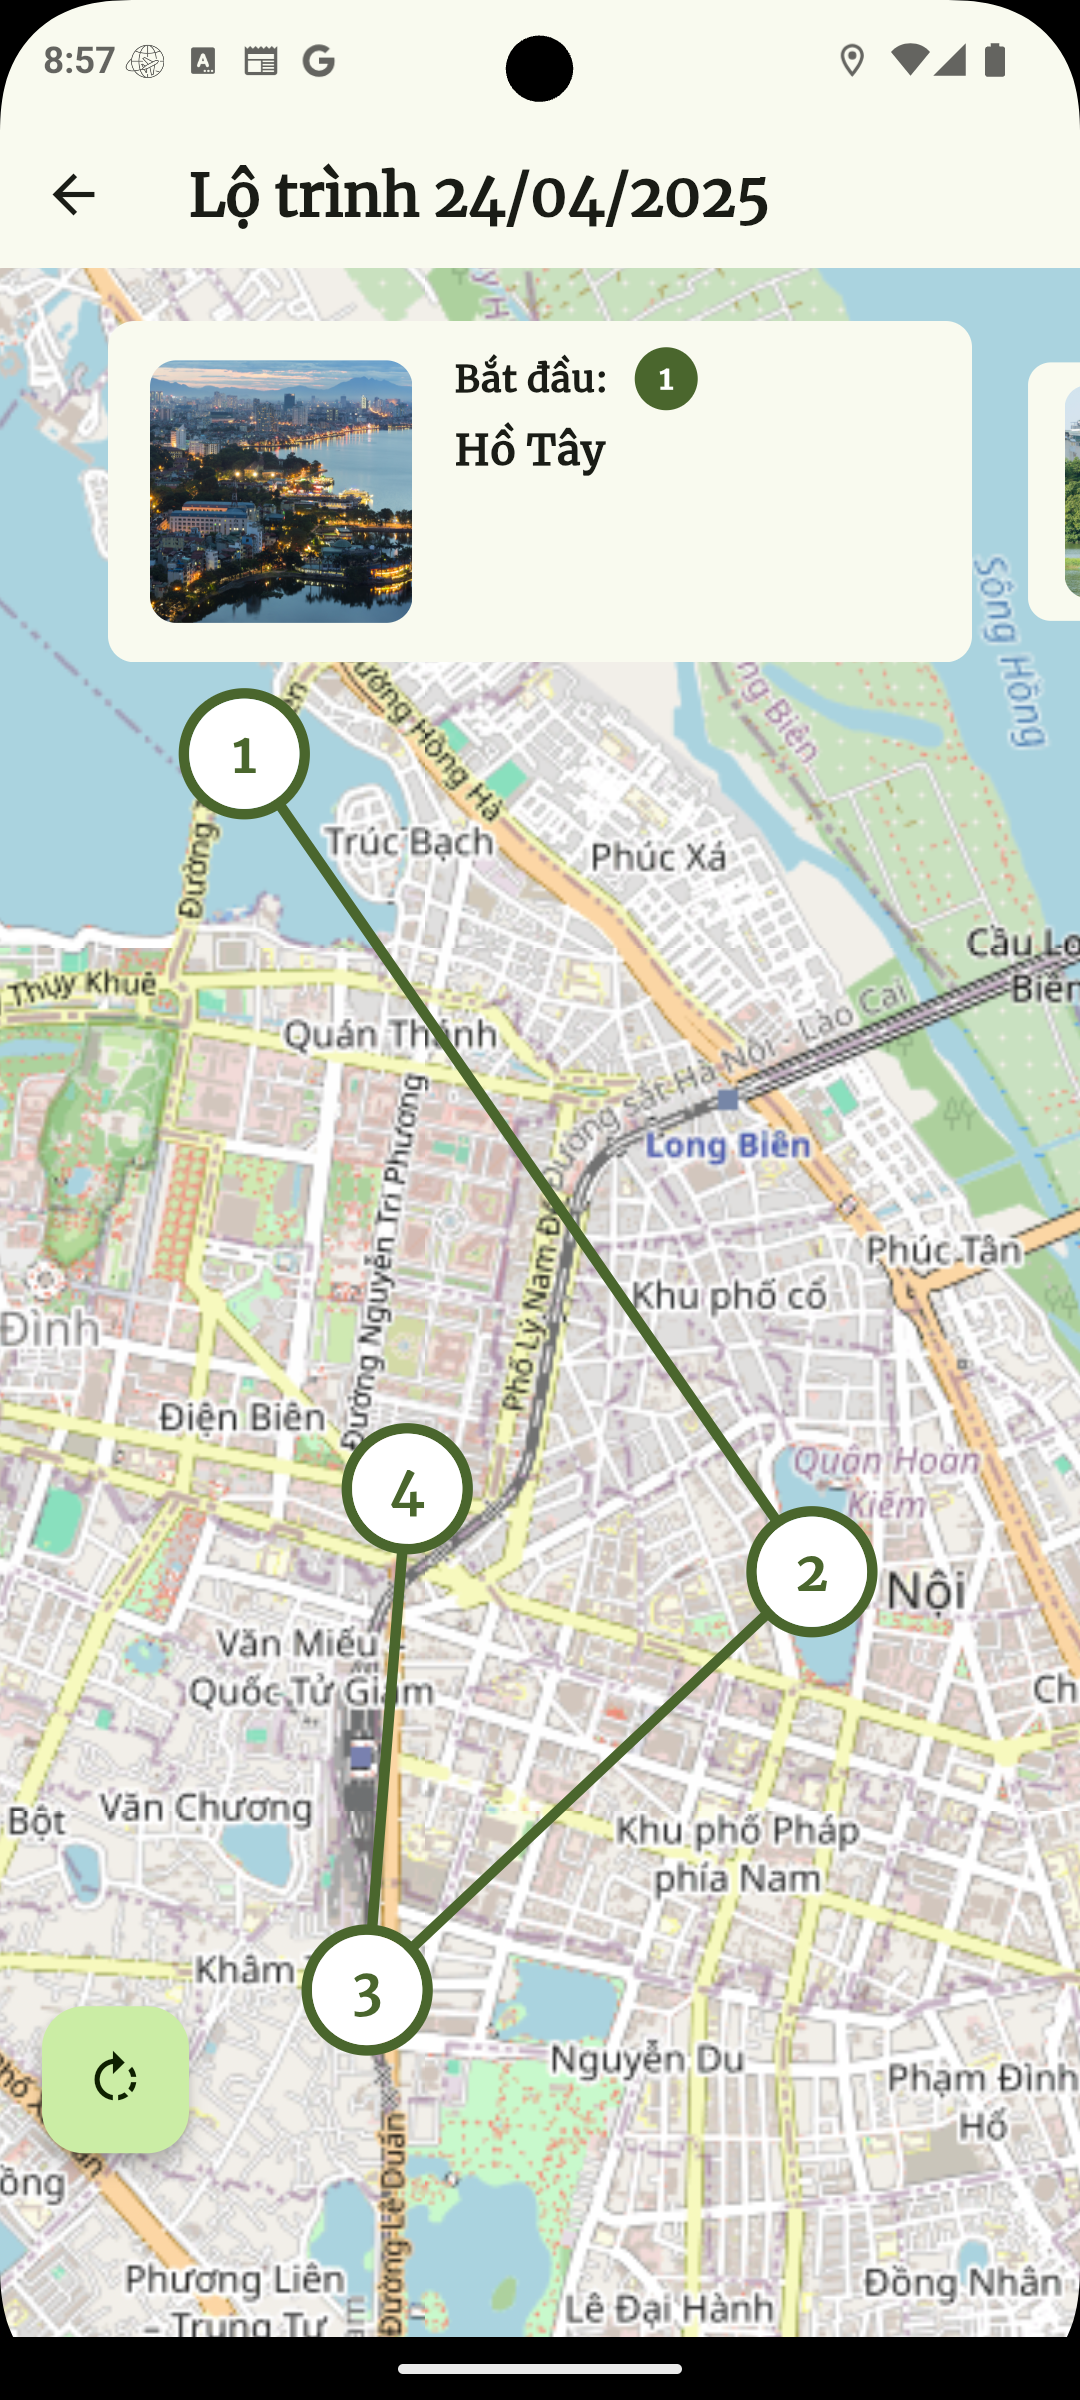 8:57
Lộ trình 24/04/2025
Bắt đầu: 1
Hồ Tây
Sông Hồng
1
Đường Hồng Hà
Trúc Bạch
Phúc Xá
Đường
Cầu Lo
Biên
Thụy Khuê
Quán Thánh
Đường sắt Hà Nội - Lào Cai
Long Biên
Đường Nguyễn Tri Phương
Phúc Tân
Phố Lý Nam Đ
Khu phố cổ
Đình
Điện Biên
Quận Hoàn
Kiếm
4
2
Nội
Văn Miếu -
Quốc Tử Giám
Ch
Văn Chương
Bột
Khu phố Pháp
phía Nam
Khâm
3
Nguyễn Du
Phạm Đình
Hổ
Đường Lê Duẩn
ồng
Phương Liên
- Trung Tự
Đồng Nhân
Lê Đại Hành